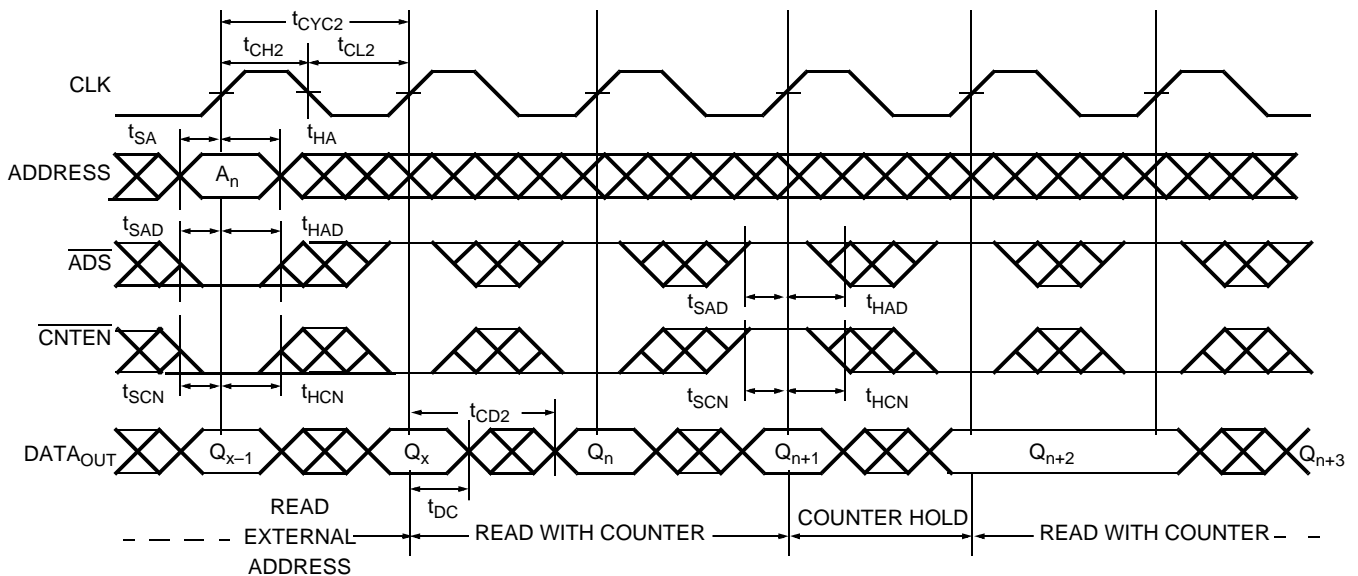 tCYC2
tCH2 tCL2
CLK
tSA tHA
ADDRESS An
tSAD tHAD
ADS
tSAD tHAD
CNTEN
tSCN tHCN tSCN tHCN
tCD2
DATAOUT Qx–1 Qx Qn Qn+1 Qn+2 Qn+3
tDC
READ
EXTERNAL
ADDRESS
READ WITH COUNTER COUNTER HOLD READ WITH COUNTER